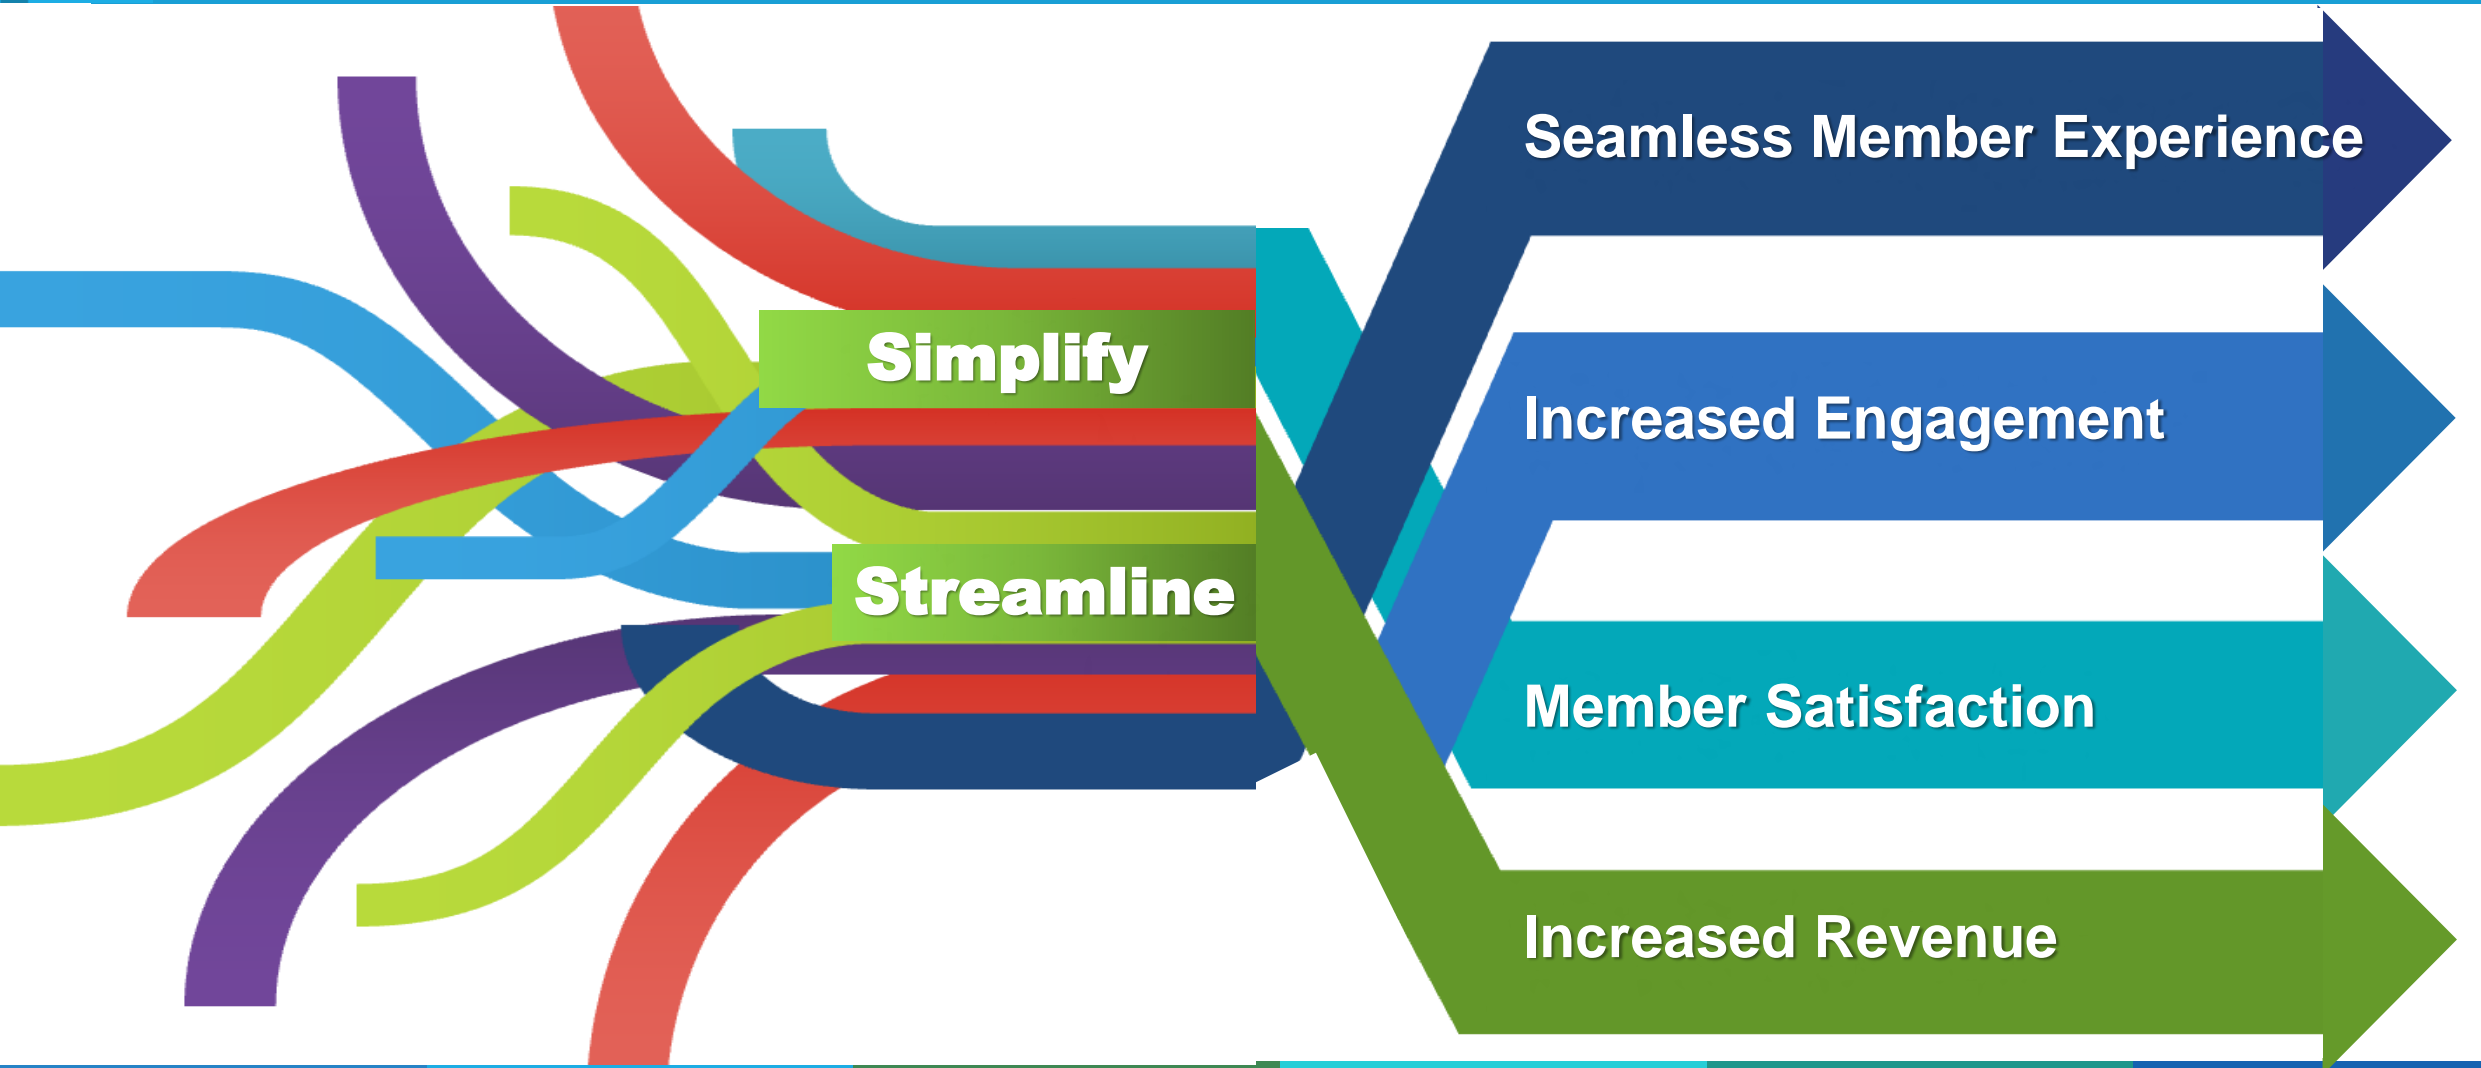 Simplify
Streamline
Seamless Member Experience
Increased Engagement
Member Satisfaction
Increased Revenue